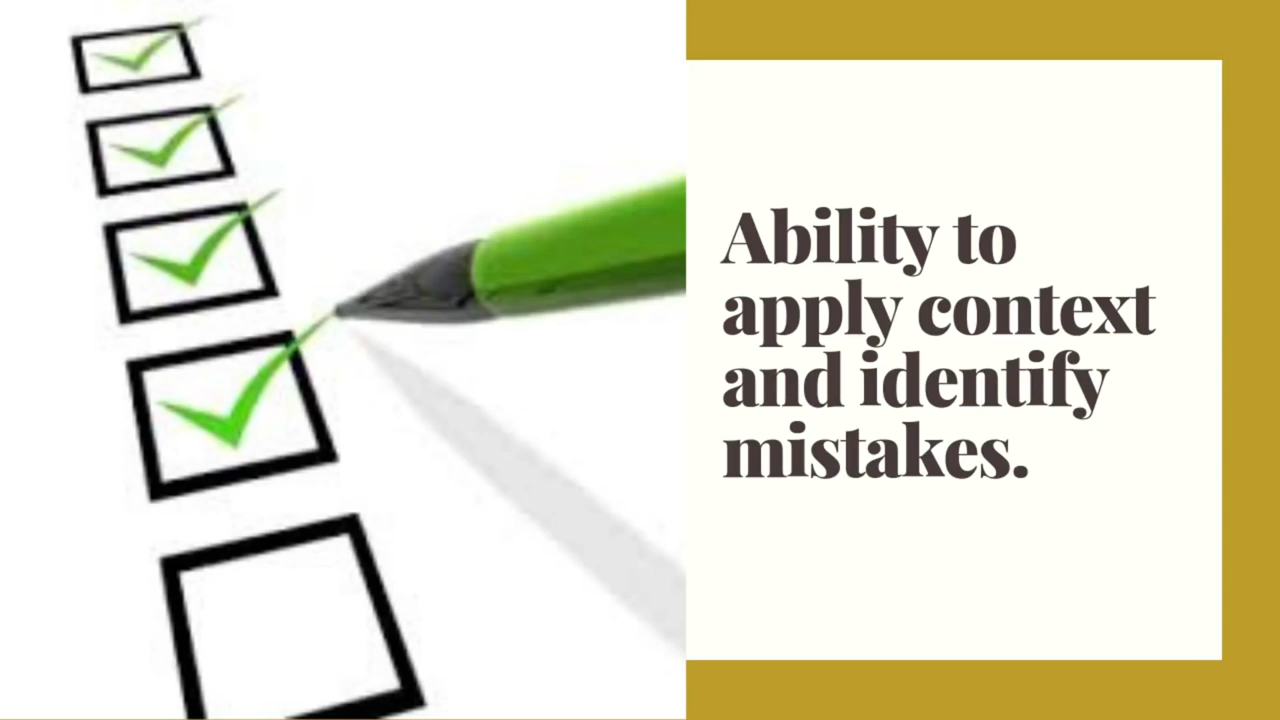 Ability to
apply context
and identify
mistakes.